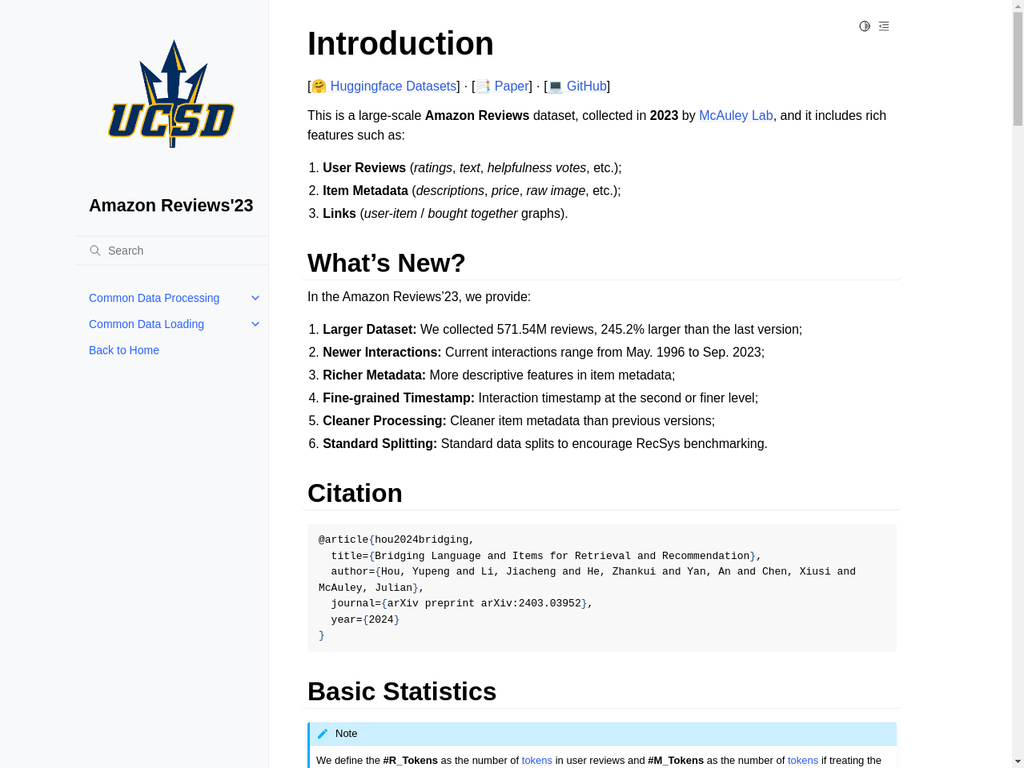 UCSD
Amazon Reviews'23
Search
Common Data Processing
Common Data Loading
Back to Home
Introduction
[🤗 Huggingface Datasets] · [📑 Paper] · [💻 GitHub]
This is a large-scale Amazon Reviews dataset, collected in 2023 by McAuley Lab, and it includes rich
features such as:
1. User Reviews (ratings, text, helpfulness votes, etc.);
2. Item Metadata (descriptions, price, raw image, etc.);
3. Links (user-item / bought together graphs).
What’s New?
In the Amazon Reviews’23, we provide:
1. Larger Dataset: We collected 571.54M reviews, 245.2% larger than the last version;
2. Newer Interactions: Current interactions range from May. 1996 to Sep. 2023;
3. Richer Metadata: More descriptive features in item metadata;
4. Fine-grained Timestamp: Interaction timestamp at the second or finer level;
5. Cleaner Processing: Cleaner item metadata than previous versions;
6. Standard Splitting: Standard data splits to encourage RecSys benchmarking.
Citation
@article{hou2024bridging,
  title={Bridging Language and Items for Retrieval and Recommendation},
  author={Hou, Yupeng and Li, Jiacheng and He, Zhankui and Yan, An and Chen, Xiusi and
McAuley, Julian},
  journal={arXiv preprint arXiv:2403.03952},
  year={2024}
}
Basic Statistics
Note
We define the #R_Tokens as the number of tokens in user reviews and #M_Tokens as the number of tokens if treating the